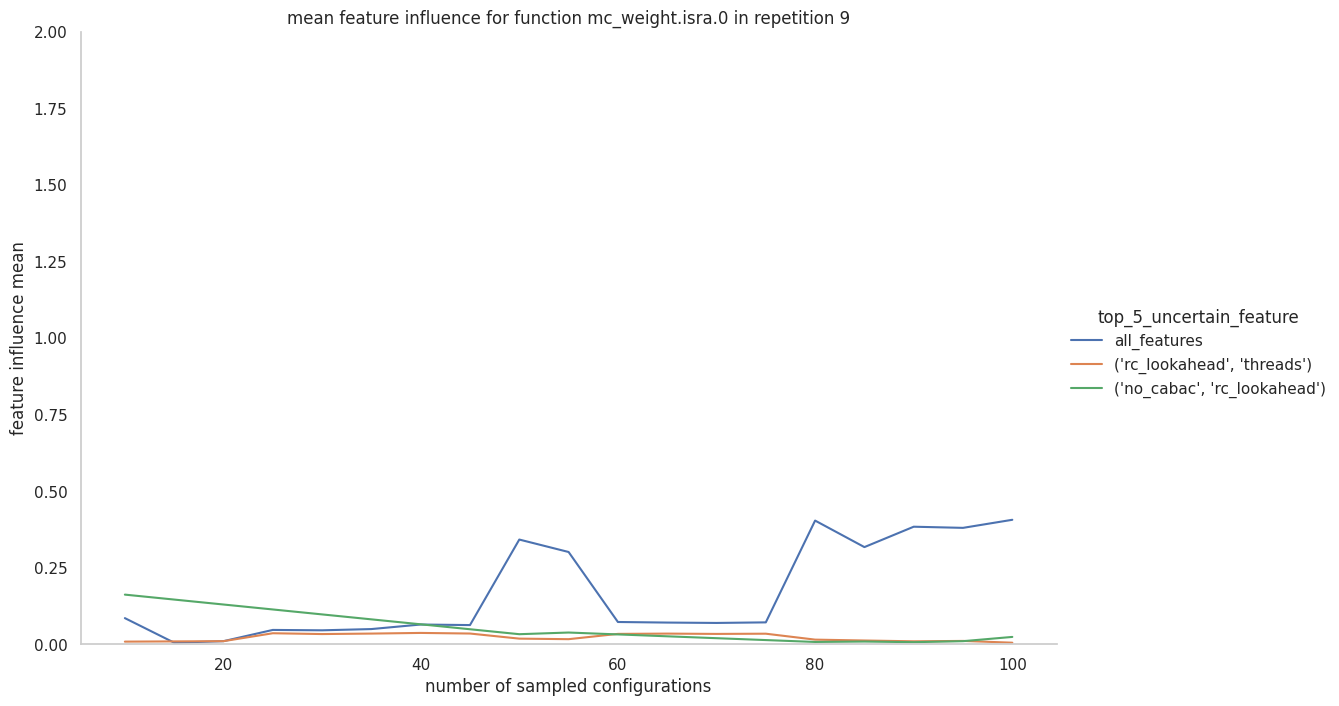 mean feature influence for function mc_weight.isra.0 in repetition 9
2.00
1.75
1.50
1.25
1.00
0.75
0.50
0.25
0.00
feature influence mean
20
40
60
80
100
number of sampled configurations
top_5_uncertain_feature
all_features
('rc_lookahead', 'threads')
('no_cabac', 'rc_lookahead')